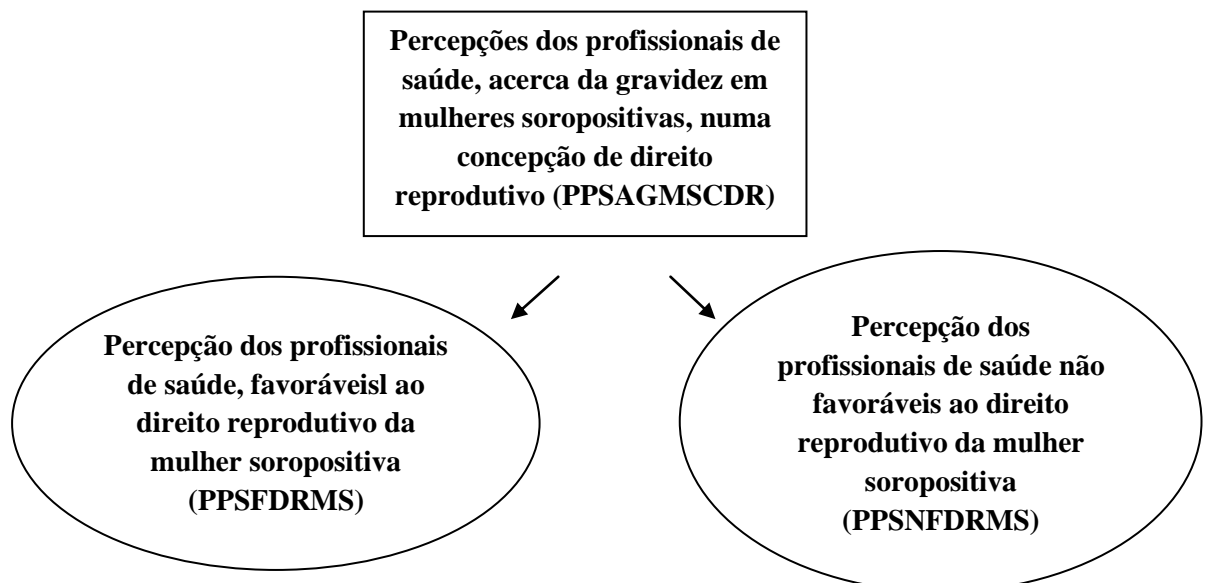 Percepções dos profissionais de
saúde, acerca da gravidez em
mulheres soropositivas, numa
concepção de direito
reprodutivo (PPSAGMSCDR)
Percepção dos profissionais
de saúde, favoráveisl ao
direito reprodutivo da
mulher soropositiva
(PPSFDRMS)
Percepção dos
profissionais de saúde não
favoráveis ao direito
reprodutivo da mulher
soropositiva
(PPSNFDRMS)